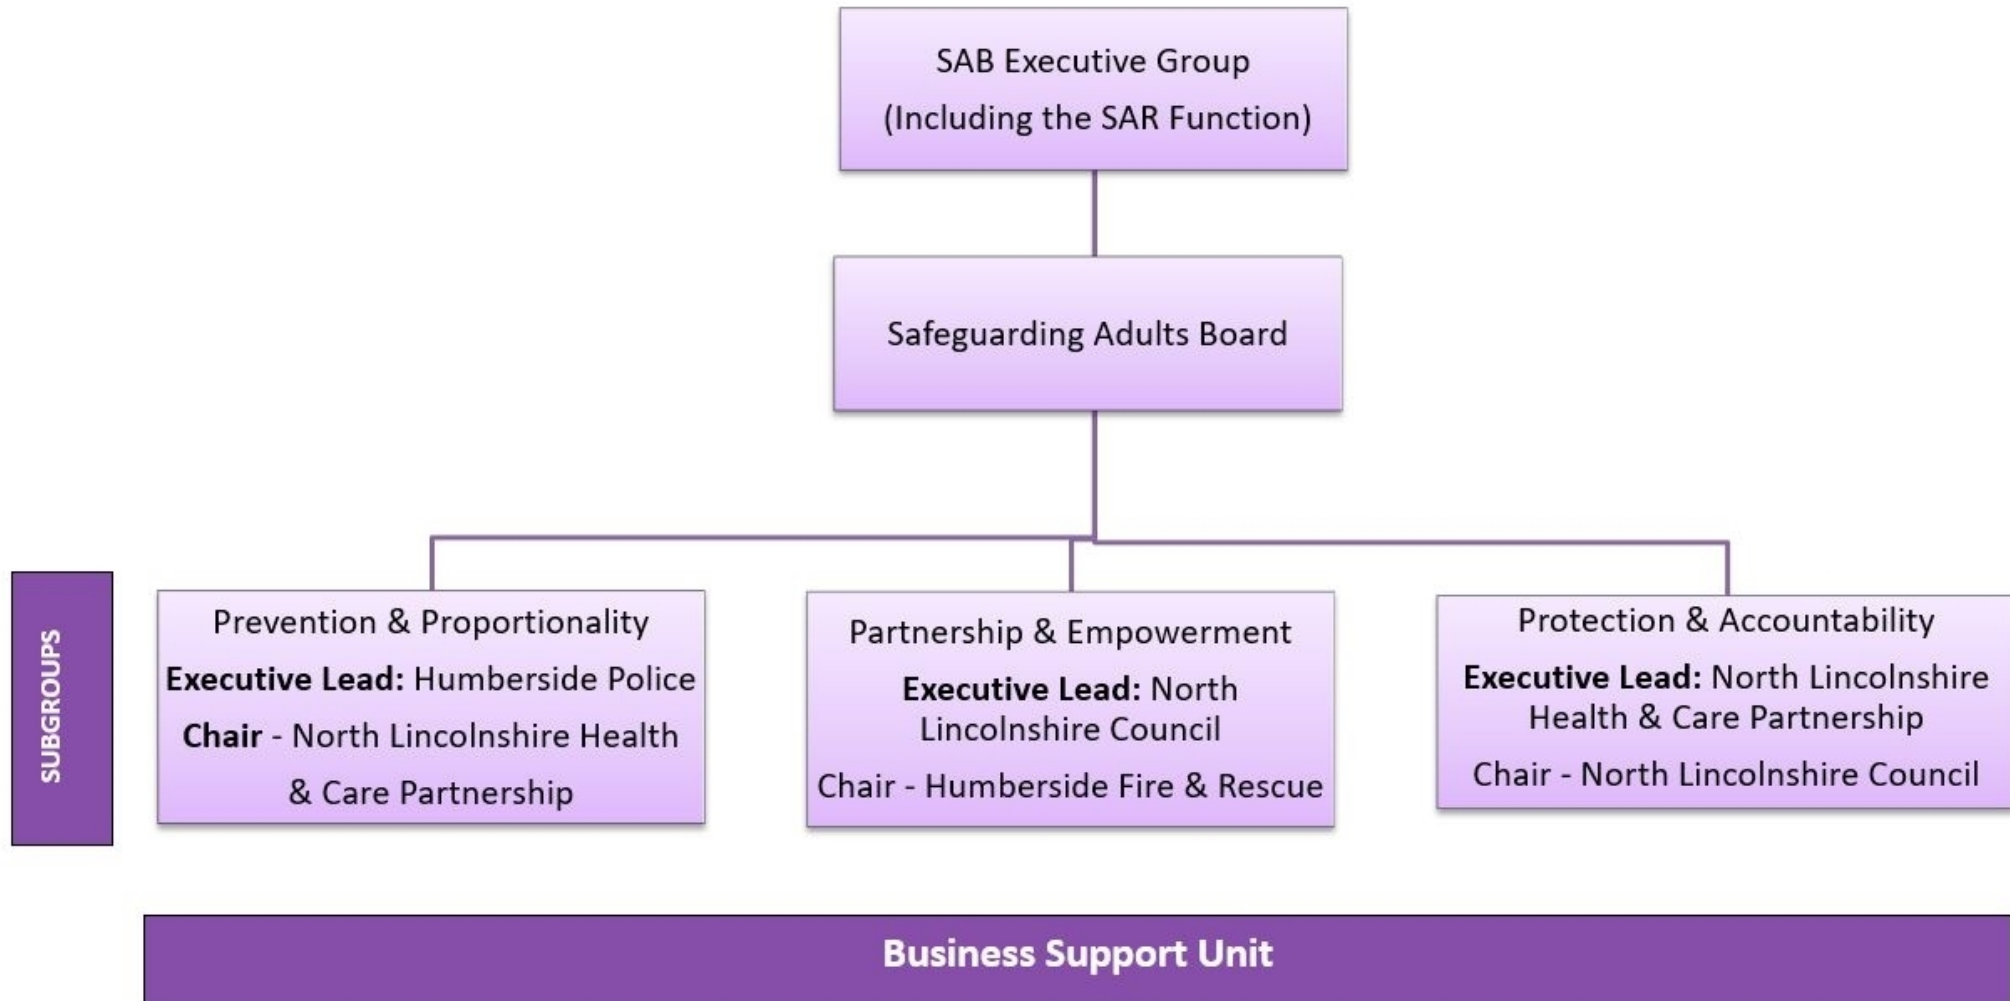 SAB Executive Group
(Including the SAR Function)
Safeguarding Adults Board
SUBGROUPS
Prevention & Proportionality
Executive Lead: Humberside Police
Chair - North Lincolnshire Health
& Care Partnership
Partnership & Empowerment
Executive Lead: North
Lincolnshire Council
Chair - Humberside Fire & Rescue
Protection & Accountability
Executive Lead: North Lincolnshire
Health & Care Partnership
Chair - North Lincolnshire Council
Business Support Unit